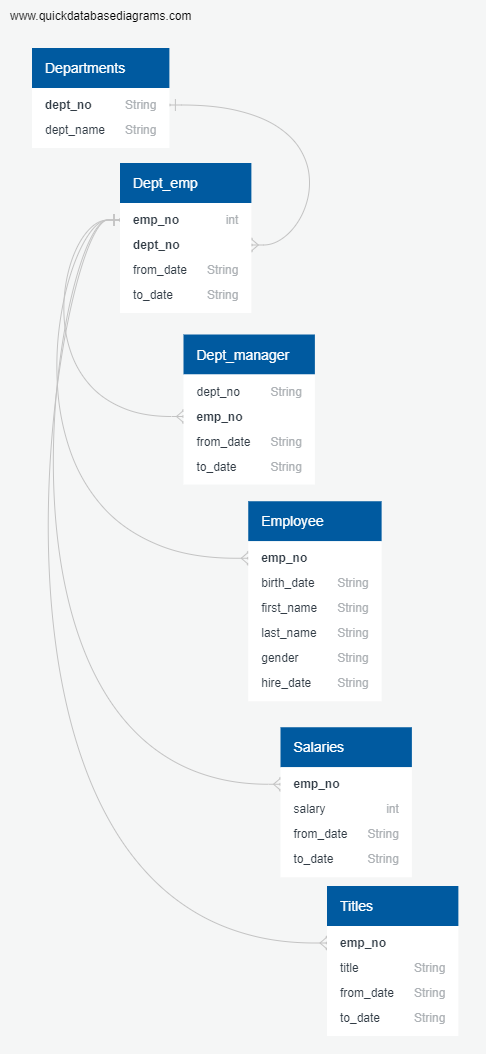 www.quickdatabasediagrams.com
Departments
dept_no String
dept_name String
Dept_emp
emp_no int
dept_no
from_date String
to_date String
Dept_manager
dept_no String
emp_no
from_date String
to_date String
Employee
emp_no
birth_date String
first_name String
last_name String
gender String
hire_date String
Salaries
emp_no
salary int
from_date String
to_date String
Titles
emp_no
title String
from_date String
to_date String